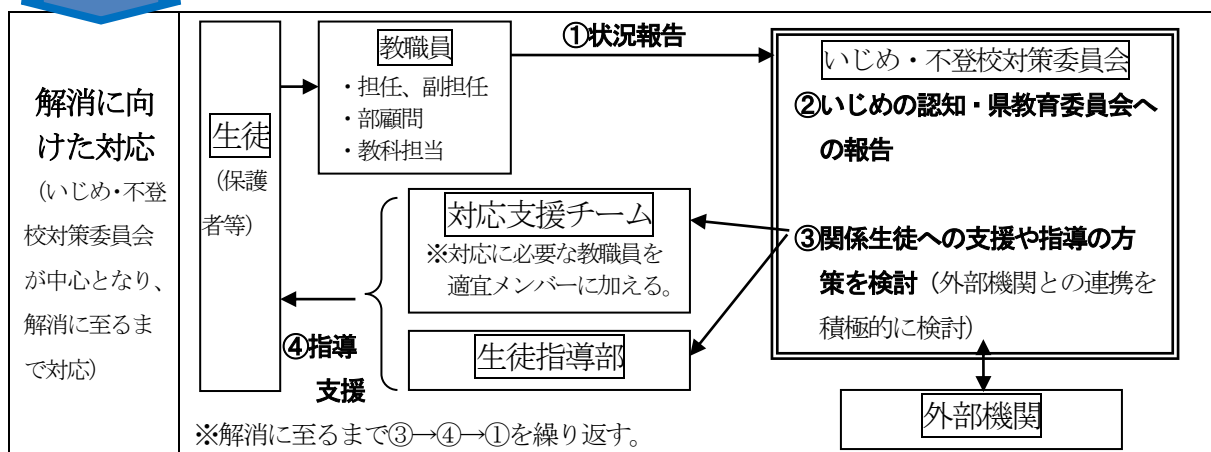 解消に向
けた対応
（いじめ・不登
校対策委員会
が中心となり、
解消に至るま
で対応）
生徒
（保護
者等）
教職員
・担任、副担任
・部顧問
・教科担当
①状況報告
いじめ・不登校対策委員会
②いじめの認知・県教育委員会へ
の報告
③関係生徒への支援や指導の方
策を検討（外部機関との連携を
積極的に検討）
対応支援チーム
※対応に必要な教職員を
適宜メンバーに加える。
生徒指導部
④指導
支援
外部機関
※解消に至るまで③→④→①を繰り返す。